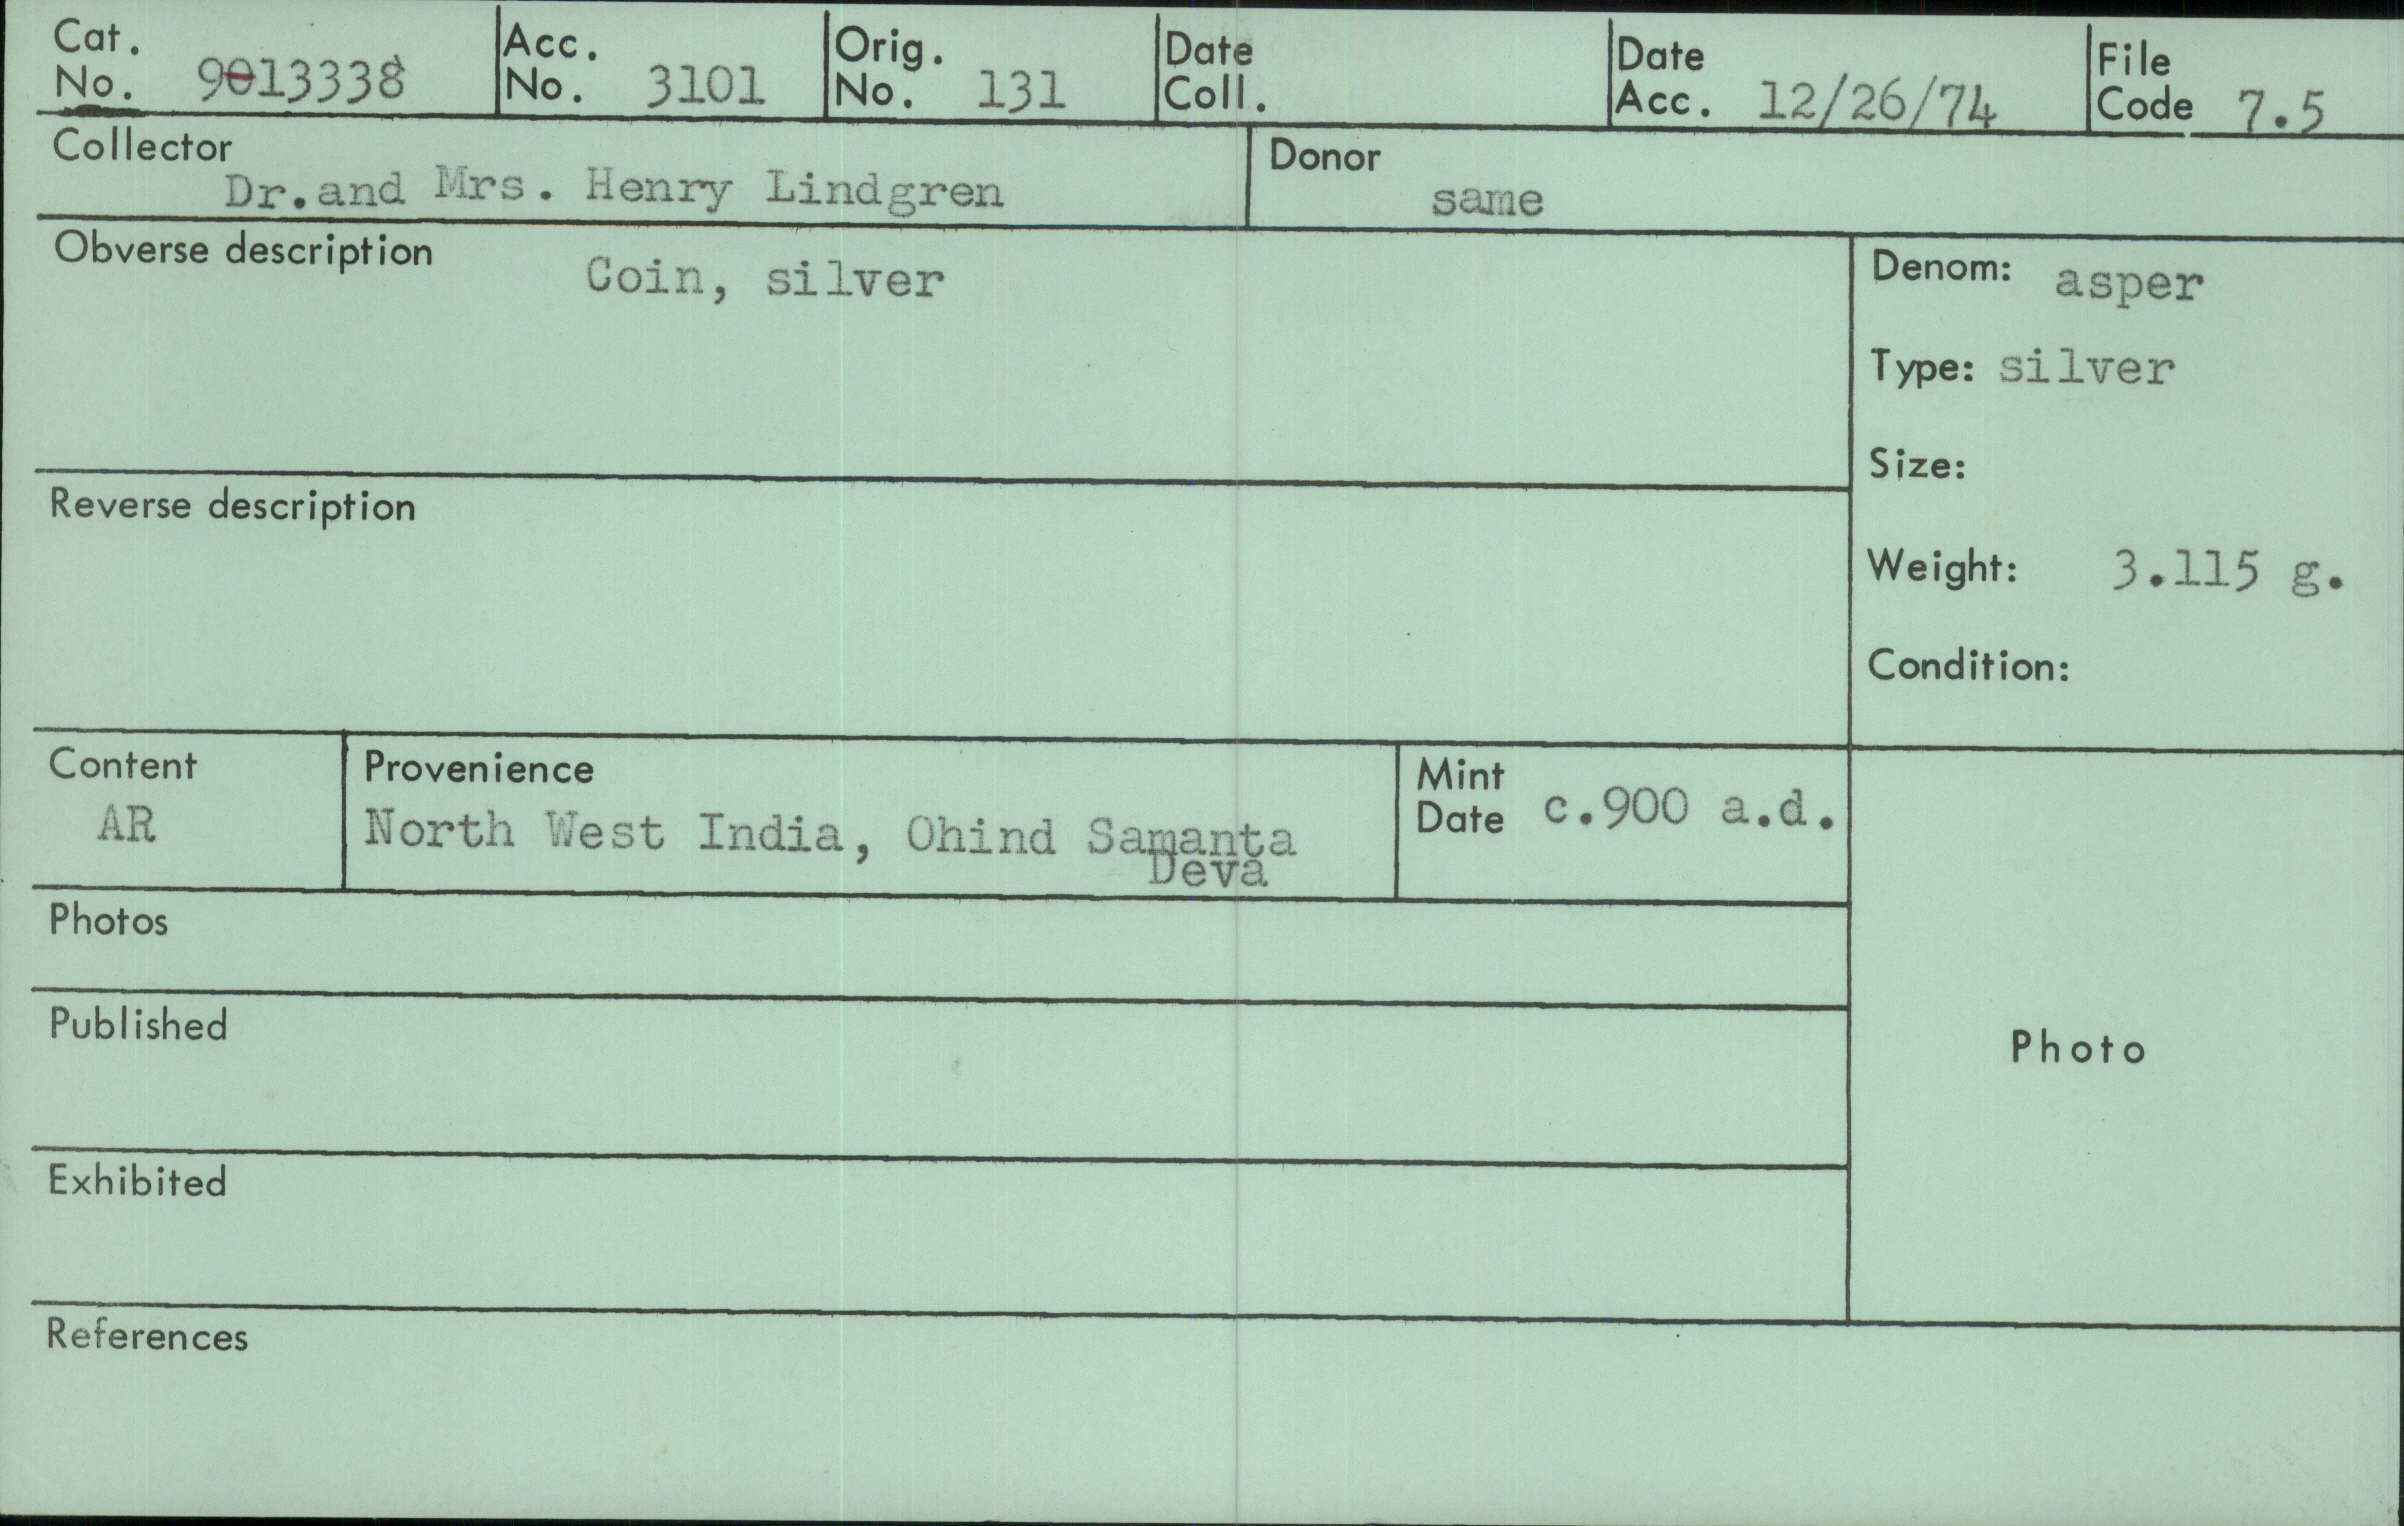 Cat. No. 9013338
Acc. No. 3101
Orig. No. 131
Date Coll.
Date Acc. 12/26/74
File Code 7.5
Collector
Dr.and Mrs. Henry Lindgren
Donor
same
Obverse description
Coin, silver
Denom: asper
Type: silver
Size:
Weight: 3.115 g.
Condition:
Reverse description
Content
AR
Provenience
North West India, Ohind Samanta
Deva
Mint Date c.900 a.d.
Photos
Published
Photo
Exhibited
References